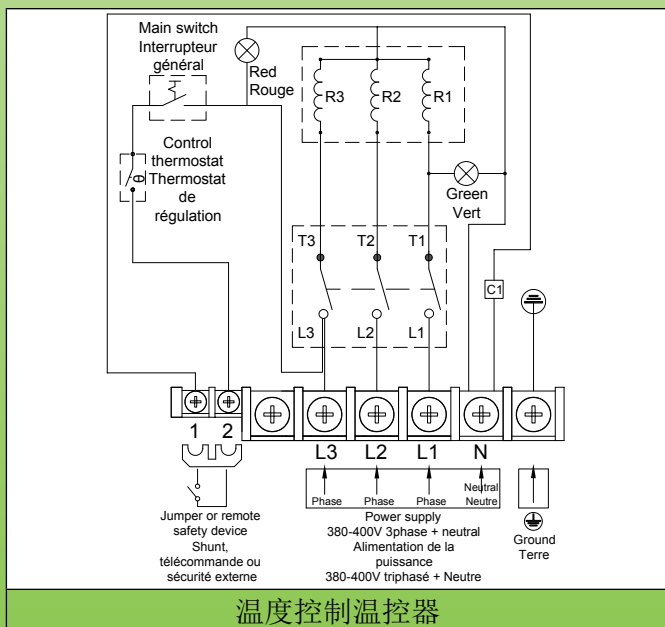 Main switch
Interrupteur
général
Red
Rouge
R3
R2
R1
Control
thermostat
Thermostat
de
régulation
Green
Vert
T3
T2
T1
C1
L3
L2
L1
1
2
L3
L2
L1
N
Phase
Phase
Phase
Neutral
Neutre
Jumper or remote
safety device
Shunt,
télécommande ou
sécurité externe
Power supply
380-400V 3phase + neutral
Alimentation de la
puissance
380-400V triphasé + Neutre
Ground
Terre
温度控制温控器